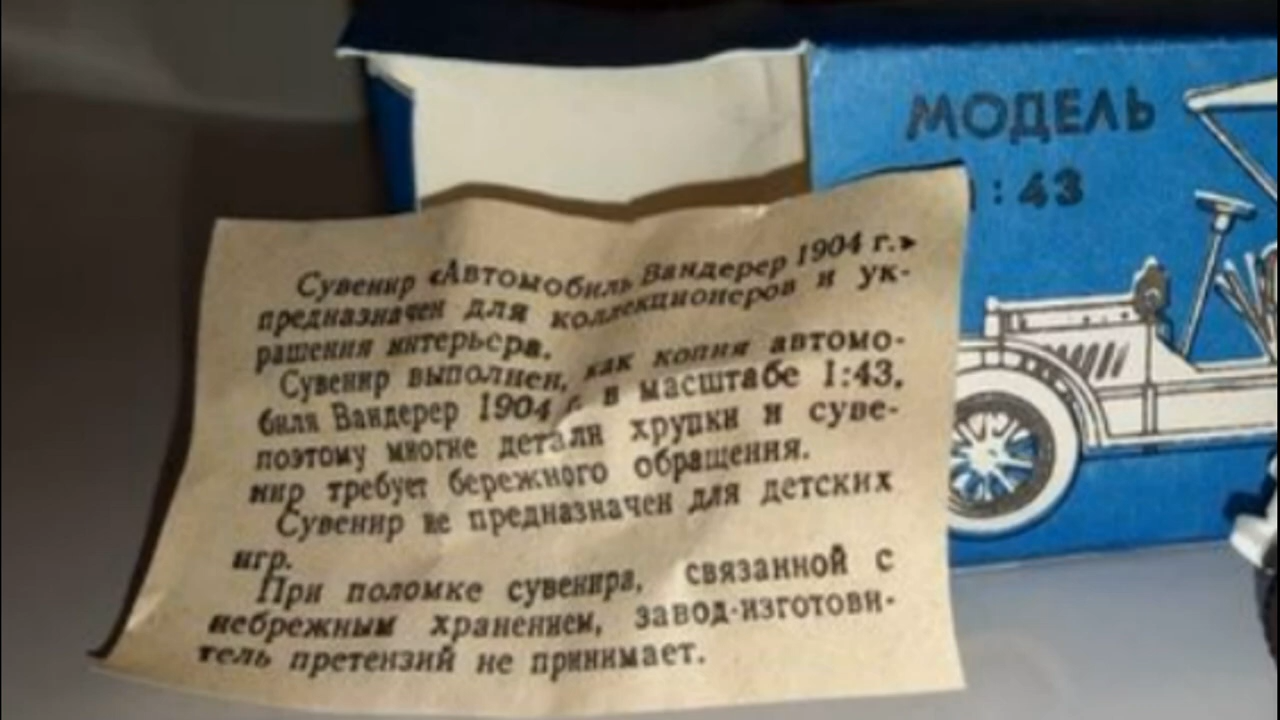 МОДЕЛЬ
1:43
Сувенир «Автомобиль Вандерер 1904 г.»
предназначен для коллекционеров и ук-
рашения интерьера.
Сувенир выполнен, как копия автомо-
биля Вандерер 1904 г. в масштабе 1:43,
поэтому многие детали хрупки и суве-
нир требует бережного обращения.
Сувенир не предназначен для детских
игр.
При поломке сувенира, связанной с
небрежным хранением, завод-изготови-
тель претензий не принимает.